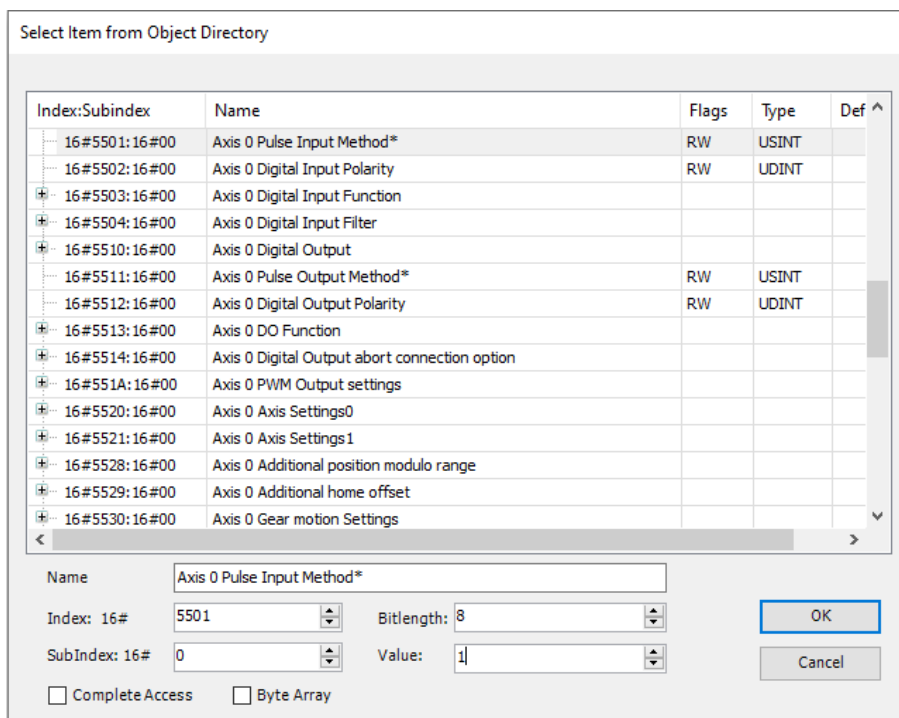 Select Item from Object Directory
Index:Subindex Name Flags Type Def
16#5501:16#00 Axis 0 Pulse Input Method* RW USINT
16#5502:16#00 Axis 0 Digital Input Polarity RW UDINT
16#5503:16#00 Axis 0 Digital Input Function
16#5504:16#00 Axis 0 Digital Input Filter
16#5510:16#00 Axis 0 Digital Output
16#5511:16#00 Axis 0 Pulse Output Method* RW USINT
16#5512:16#00 Axis 0 Digital Output Polarity RW UDINT
16#5513:16#00 Axis 0 DO Function
16#5514:16#00 Axis 0 Digital Output abort connection option
16#551A:16#00 Axis 0 PWM Output settings
16#5520:16#00 Axis 0 Axis Settings0
16#5521:16#00 Axis 0 Axis Settings1
16#5528:16#00 Axis 0 Additional position modulo range
16#5529:16#00 Axis 0 Additional home offset
16#5530:16#00 Axis 0 Gear motion Settings
Name Axis 0 Pulse Input Method*
Index: 16# 5501 Bitlength: 8 OK
SubIndex: 16# 0 Value: 1 Cancel
Complete Access Byte Array